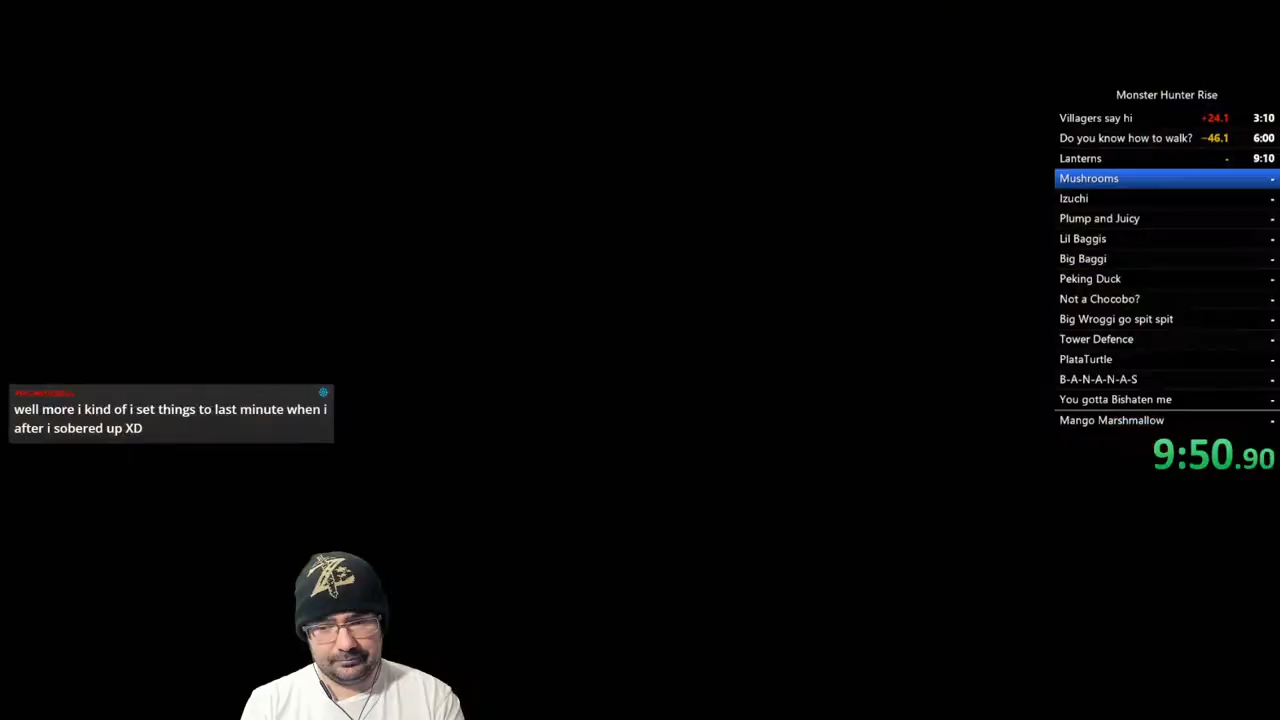 Monster Hunter Rise
Villagers say hi +24.1 3:10
Do you know how to walk? −46.1 6:00
Lanterns - 9:10
Mushrooms -
Izuchi -
Plump and Juicy -
Lil Baggis -
Big Baggi -
Peking Duck -
Not a Chocobo? -
Big Wroggi go spit spit -
Tower Defence -
PlataTurtle -
B-A-N-A-N-A-S -
You gotta Bishaten me -
Mango Marshmallow -
9:50.90
well more i kind of i set things to last minute when i
after i sobered up XD